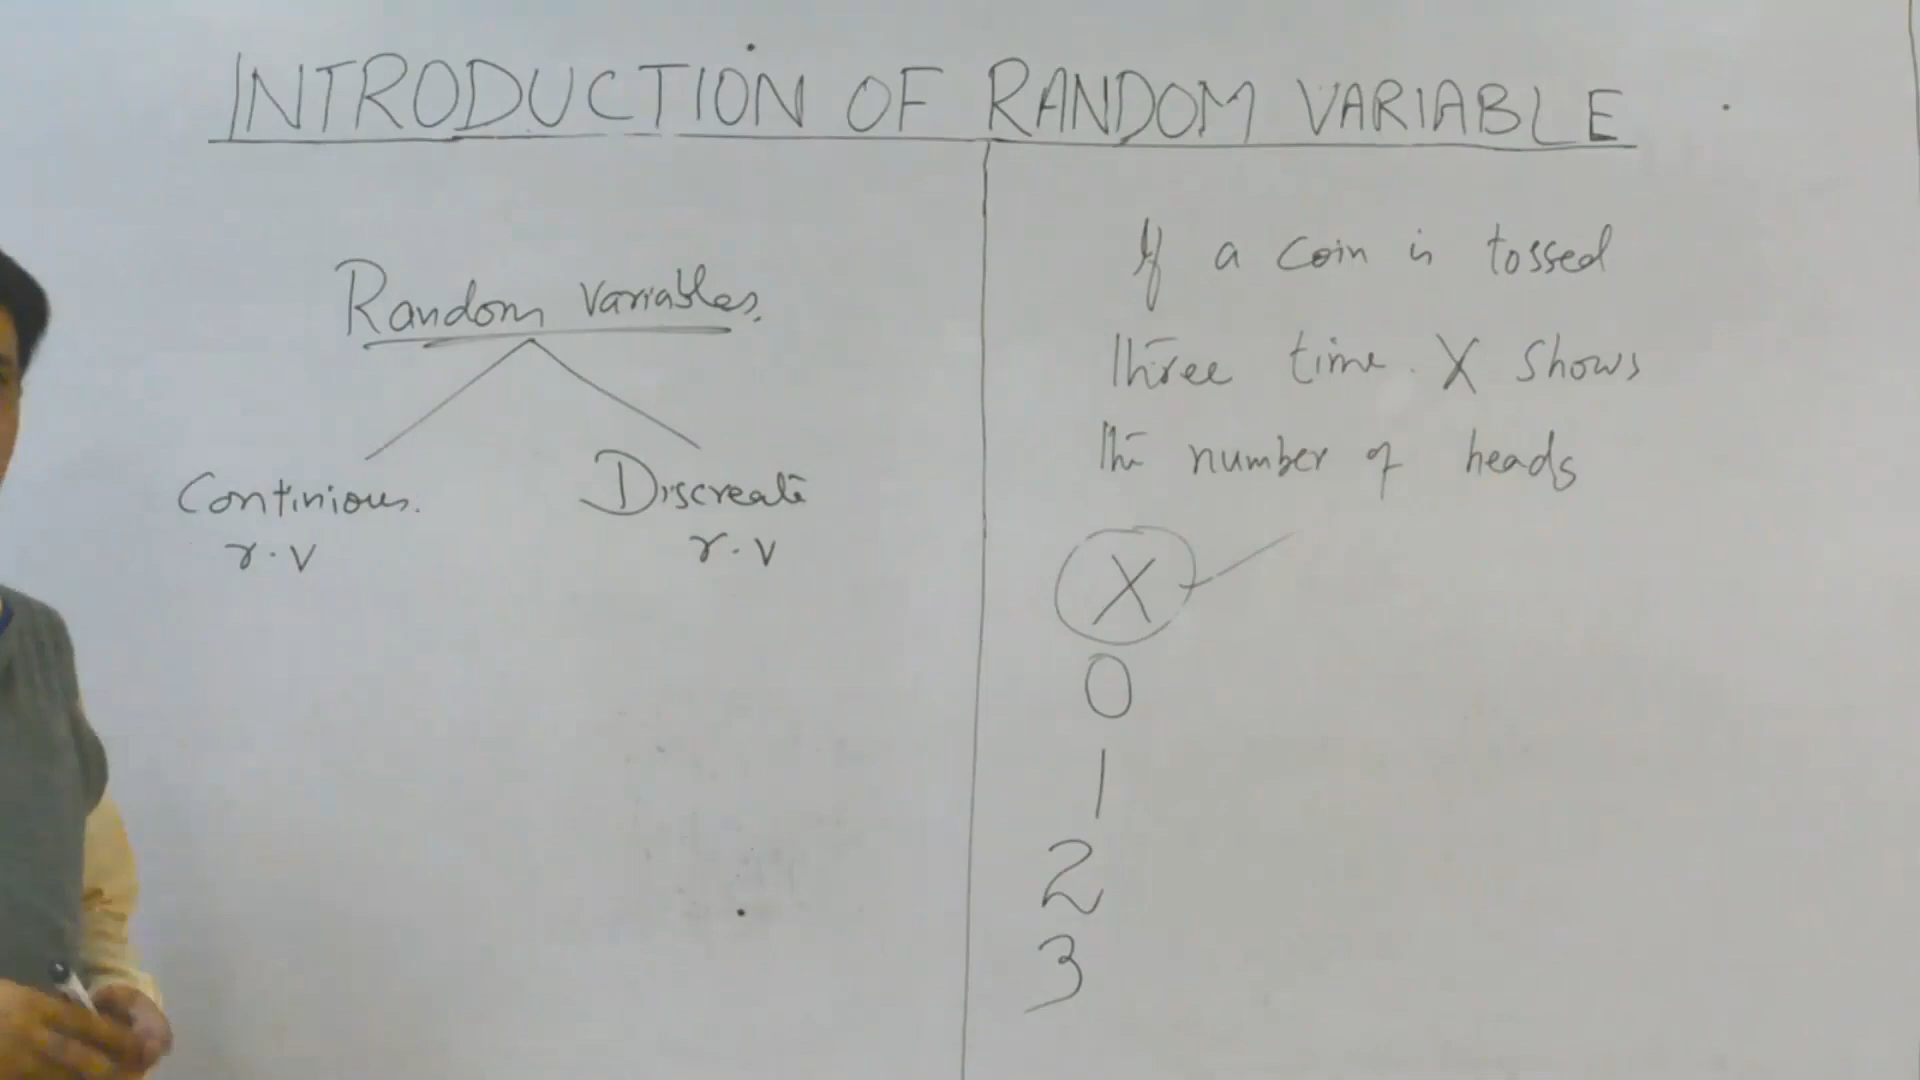 INTRODUCTION OF RANDOM VARIABLE
Random Variables.
Continious.
r.v
Discreate
r.v
If a coin is tossed
three time. X shows
the number of heads
X
0
1
2
3